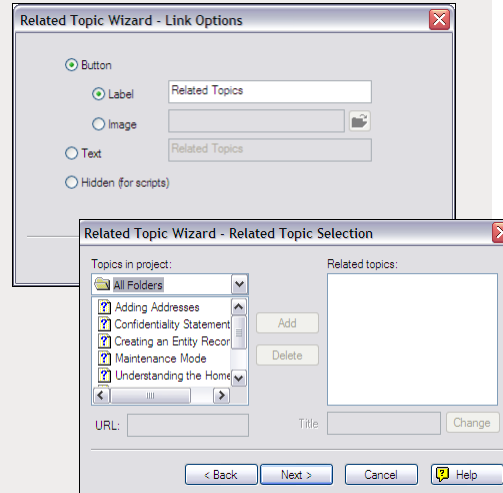 Related Topic Wizard - Link Options
Button
Label
Related Topics
Image
Text
Related Topics
Hidden (for scripts)
Related Topic Wizard - Related Topic Selection
Topics in project:
Related topics:
All Folders
Adding Addresses
Confidentiality Statement
Creating an Entity Recor
Maintenance Mode
Understanding the Home
Add
Delete
URL:
Title
Change
< Back
Next >
Cancel
Help